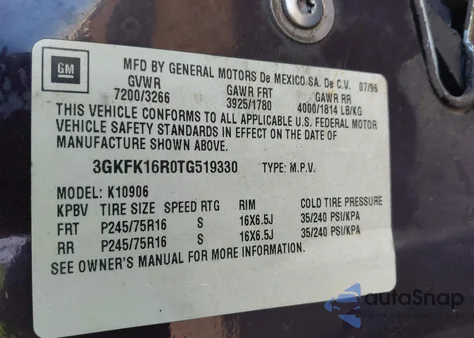 GM
MFD BY GENERAL MOTORS De MEXICO SA. De C.V. 07/96
GVWR GAWR FRT GAWR RR
7200/3266 3925/1780 4000/1814 LB/KG
THIS VEHICLE CONFORMS TO ALL APPLICABLE U.S. FEDERAL MOTOR
VEHICLE SAFETY STANDARDS IN EFFECT ON THE DATE OF
MANUFACTURE SHOWN ABOVE.
3GKFK16R0TG519330 TYPE: M.P.V.
MODEL: K10906
KPBV TIRE SIZE SPEED RTG RIM COLD TIRE PRESSURE
FRT P245/75R16 S 16X6.5J 35/240 PSI/KPA
RR P245/75R16 S 16X6.5J 35/240 PSI/KPA
SEE OWNER'S MANUAL FOR MORE INFORMATION.
autoSnap